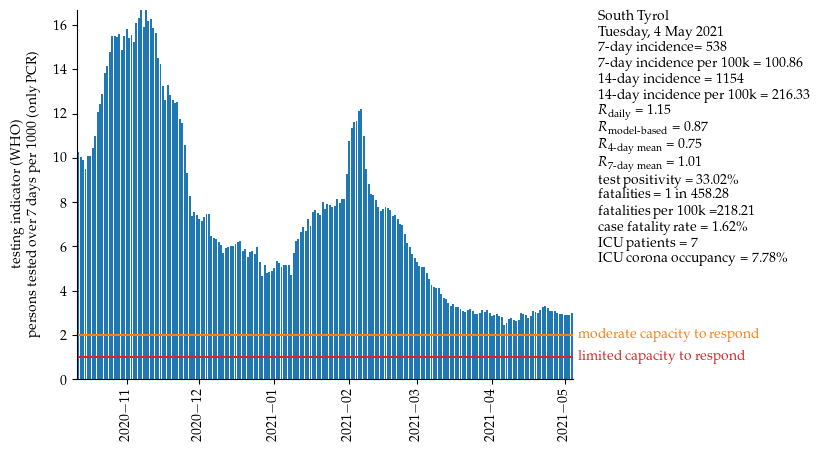 South Tyrol
Tuesday, 4 May 2021
7-day incidence= 538
7-day incidence per 100k = 100.86
14-day incidence = 1154
14-day incidence per 100k = 216.33
R daily = 1.15
R model-based = 0.87
R 4-day mean = 0.75
R 7-day mean = 1.01
test positivity = 33.02%
fatalities = 1 in 458.28
fatalities per 100k =218.21
case fatality rate = 1.62%
ICU patients = 7
ICU corona occupancy = 7.78%
testing indicator (WHO)
persons tested over 7 days per 1000 (only PCR)
16
14
12
10
8
6
4
2
0
moderate capacity to respond
limited capacity to respond
2020−11
2020−12
2021−01
2021−02
2021−03
2021−04
2021−05